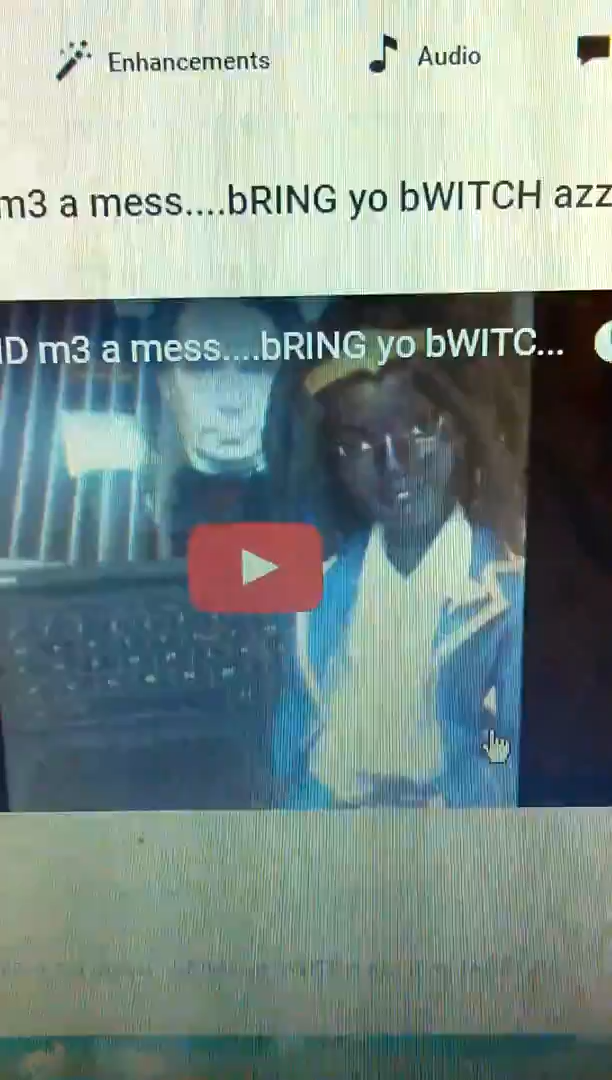 Enhancements Audio
m3 a mess....bRING yo bWITCH azz
D m3 a mess....bRING yo bWITC...